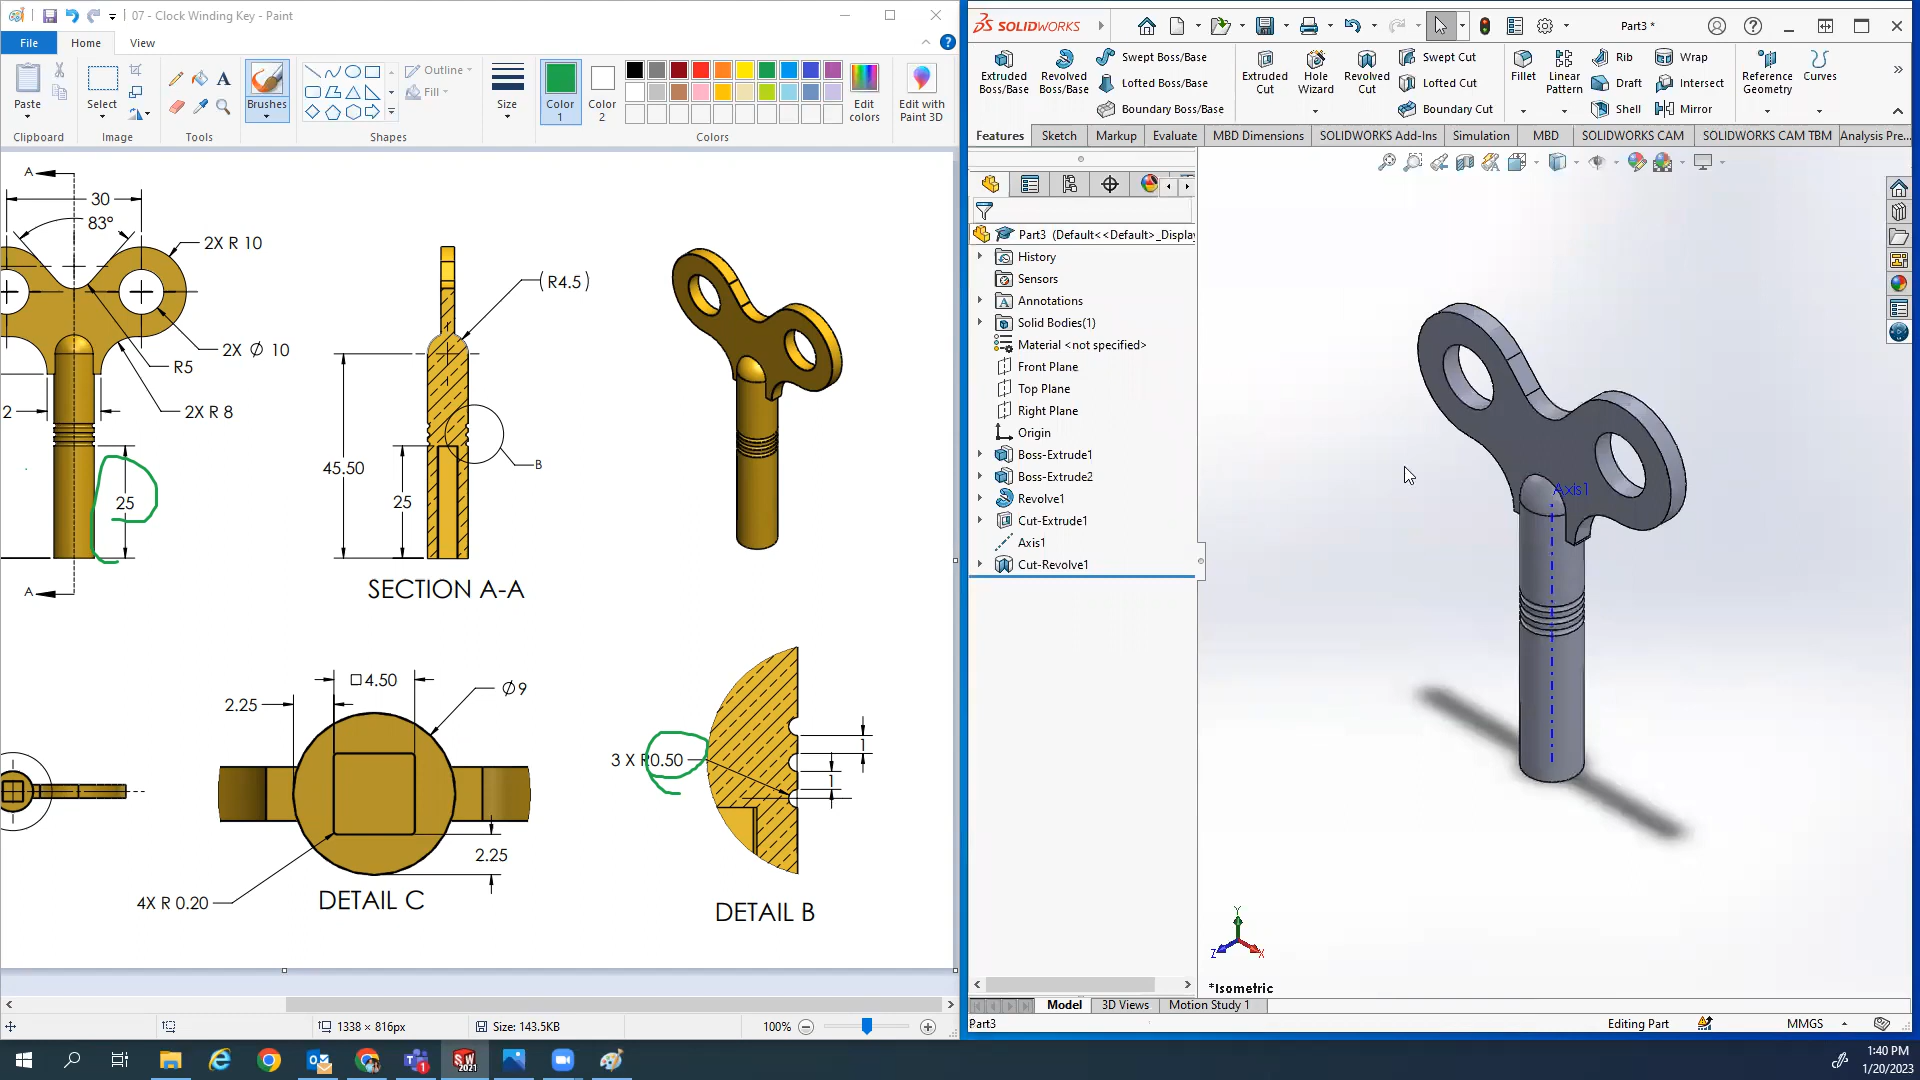 07 - Clock Winding Key - Paint
File
Home
View
Paste
Clipboard
Select
Image
Tools
Brushes
Shapes
Outline
Fill
Size
Color
1
Color
2
Edit
colors
Edit with
Paint 3D
Colors
A
30
83°
2X R 10
2X Ø 10
R5
2X R 8
2
25
A
(R4.5)
45.50
25
B
SECTION A-A
2.25
□4.50
Ø9
2.25
4X R 0.20
DETAIL C
3 X R0.50
1
1
DETAIL B
1338 × 816px
Size: 143.5KB
100%
SOLIDWORKS
Part3 *
Extruded
Boss/Base
Revolved
Boss/Base
Swept Boss/Base
Lofted Boss/Base
Boundary Boss/Base
Extruded
Cut
Hole
Wizard
Revolved
Cut
Swept Cut
Lofted Cut
Boundary Cut
Fillet
Linear
Pattern
Rib
Draft
Shell
Wrap
Intersect
Mirror
Reference
Geometry
Curves
Features
Sketch
Markup
Evaluate
MBD Dimensions
SOLIDWORKS Add-Ins
Simulation
MBD
SOLIDWORKS CAM
SOLIDWORKS CAM TBM
Analysis Pre...
Part3 (Default<<Default>_Display
History
Sensors
Annotations
Solid Bodies(1)
Material <not specified>
Front Plane
Top Plane
Right Plane
Origin
Boss-Extrude1
Boss-Extrude2
Revolve1
Cut-Extrude1
Axis1
Cut-Revolve1
Axis1
Y
Z
X
*Isometric
Model
3D Views
Motion Study 1
Part3
Editing Part
MMGS
SW
2021
1
1:40 PM
1/20/2023